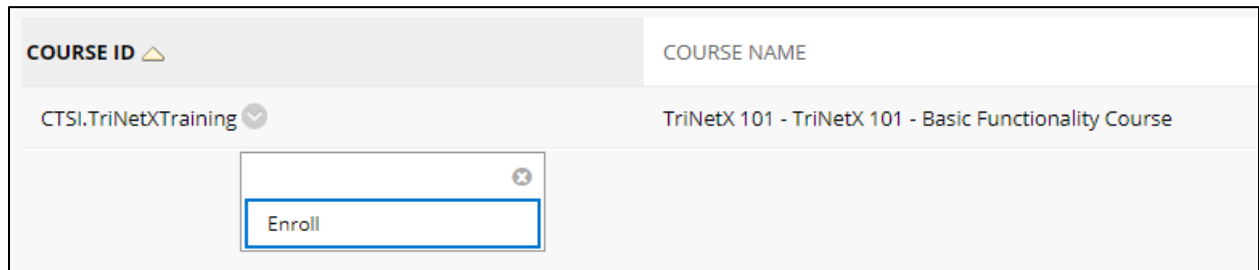 COURSE ID
COURSE NAME
CTSI.TriNetXTraining
TriNetX 101 - TriNetX 101 - Basic Functionality Course
Enroll